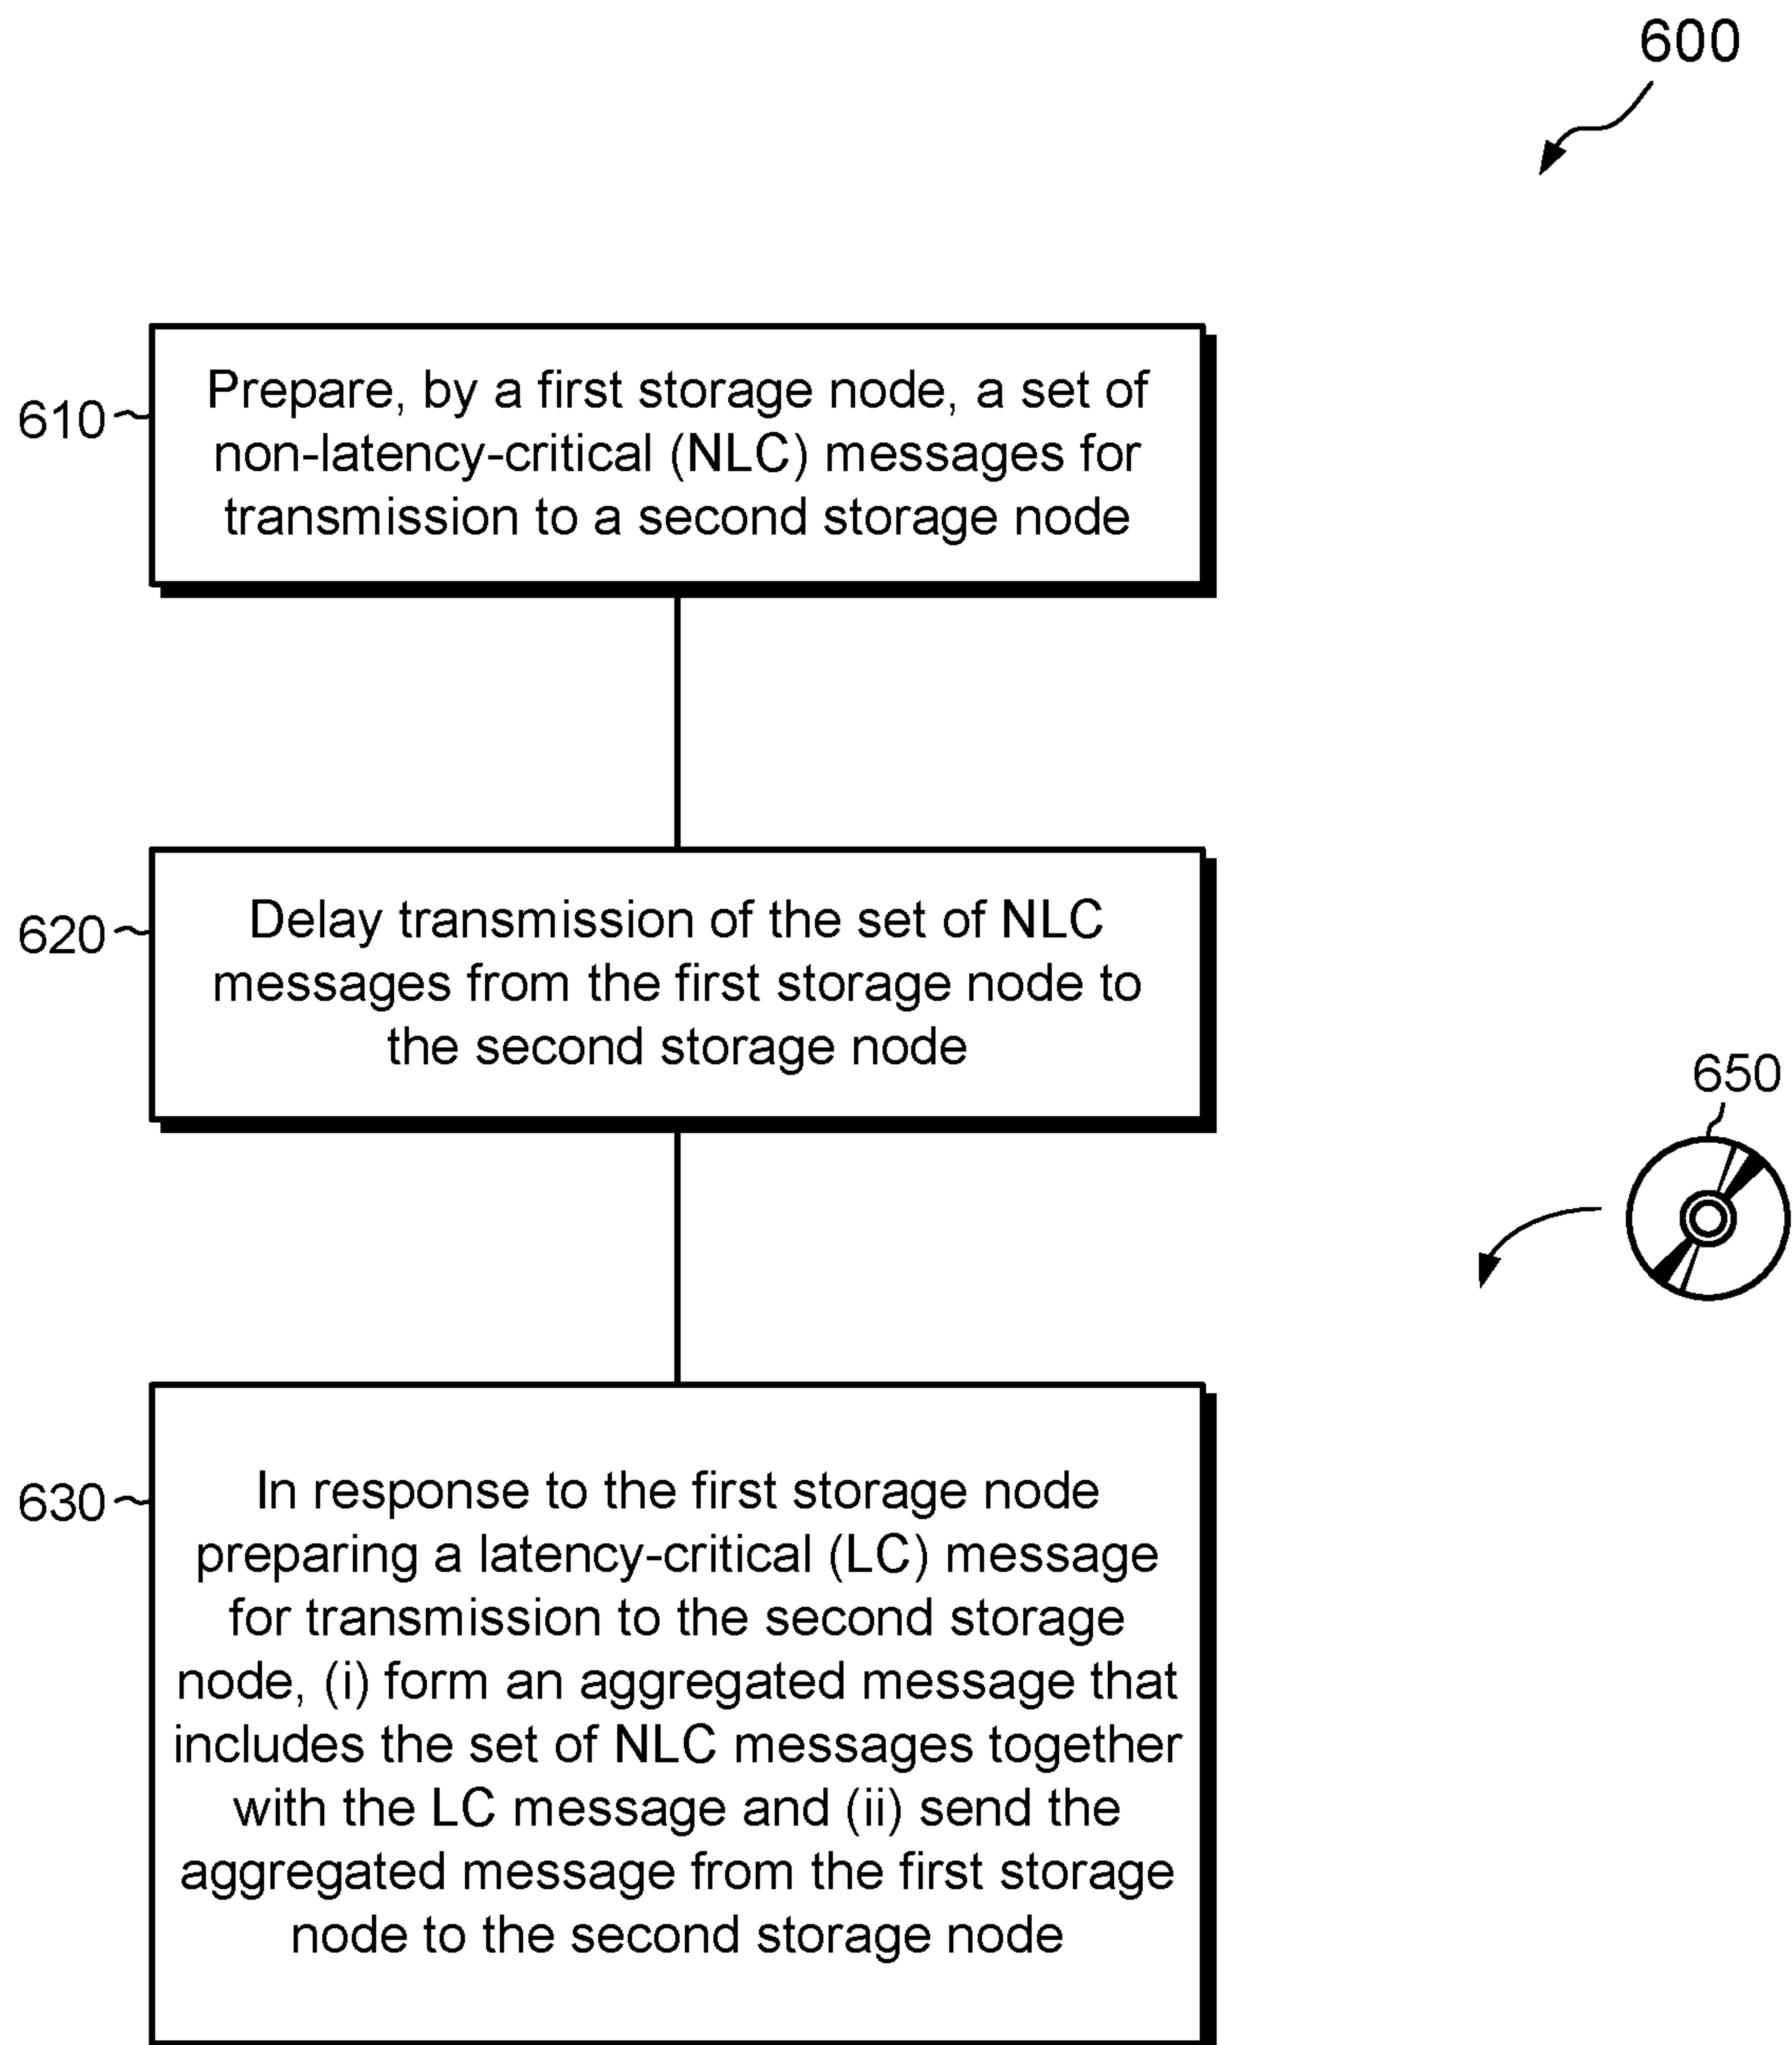 600
610
Prepare, by a first storage node, a set of
non-latency-critical (NLC) messages for
transmission to a second storage node
620
Delay transmission of the set of NLC
messages from the first storage node to
the second storage node
650
630
In response to the first storage node
preparing a latency-critical (LC) message
for transmission to the second storage
node, (i) form an aggregated message that
includes the set of NLC messages together
with the LC message and (ii) send the
aggregated message from the first storage
node to the second storage node